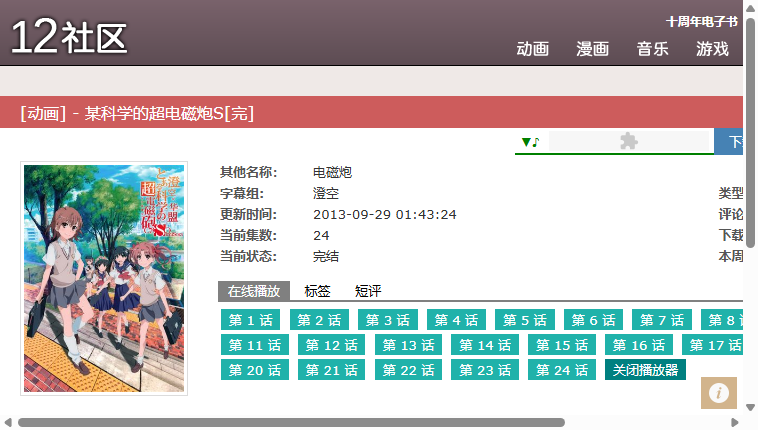 十周年电子书
12社区
动画 漫画 音乐 游戏
[动画] - 某科学的超电磁炮S[完]
▼♪
其他名称: 电磁炮
字幕组: 澄空 类型
更新时间: 2013-09-29 01:43:24 评论
当前集数: 24 下载
当前状态: 完结 本周
在线播放 标签 短评
第 1 话 第 2 话 第 3 话 第 4 话 第 5 话 第 6 话 第 7 话 第 8
第 11 话 第 12 话 第 13 话 第 14 话 第 15 话 第 16 话 第 17 话
第 20 话 第 21 话 第 22 话 第 23 话 第 24 话 关闭播放器